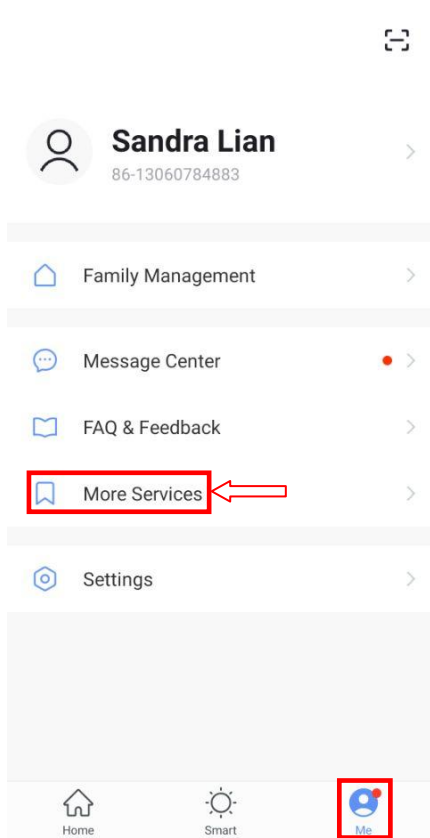 Sandra Lian
86-13060784883
Family Management
Message Center
FAQ & Feedback
More Services
Settings
Home Smart Me